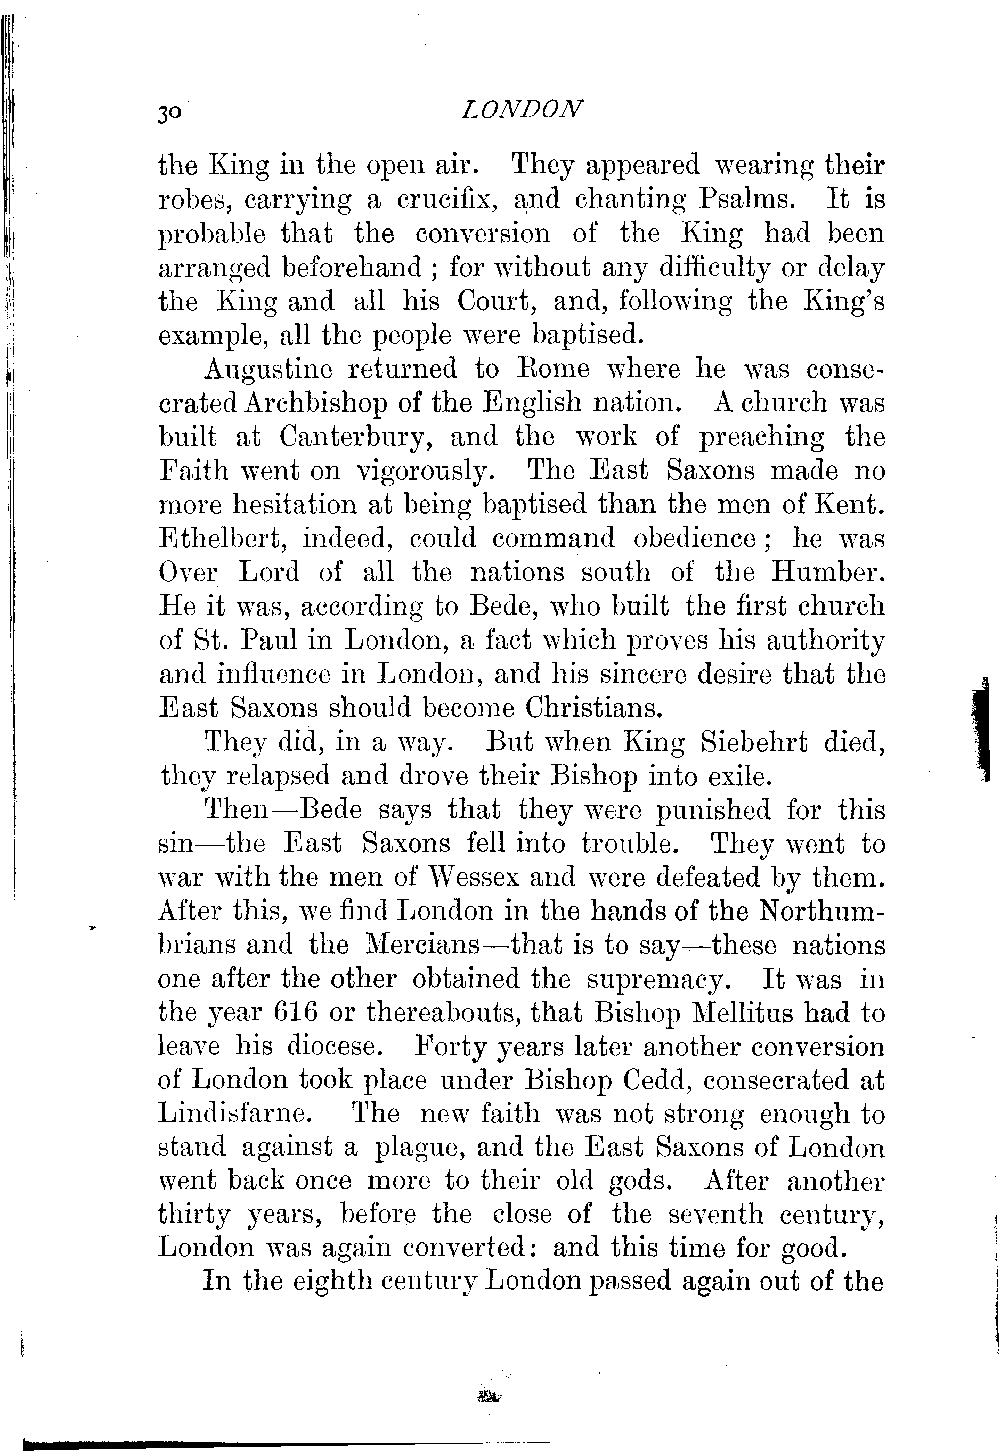 30 LONDON
the King in the open air. They appeared wearing their
robes, carrying a crucifix, and chanting Psalms. It is
probable that the conversion of the King had been
arranged beforehand ; for without any difficulty or delay
the King and all his Court, and, following the King's
example, all the people were baptised.
Augustine returned to Rome where he was conse-
crated Archbishop of the English nation. A church was
built at Canterbury, and the work of preaching the
Faith went on vigorously. The East Saxons made no
more hesitation at being baptised than the men of Kent.
Ethelbert, indeed, could command obedience ; he was
Over Lord of all the nations south of the Humber.
He it was, according to Bede, who built the first church
of St. Paul in London, a fact which proves his authority
and influence in London, and his sincere desire that the
East Saxons should become Christians.
They did, in a way. But when King Siebehrt died,
they relapsed and drove their Bishop into exile.
Then—Bede says that they were punished for this
sin—the East Saxons fell into trouble. They went to
war with the men of Wessex and were defeated by them.
After this, we find London in the hands of the Northum-
brians and the Mercians—that is to say—these nations
one after the other obtained the supremacy. It was in
the year 616 or thereabouts, that Bishop Mellitus had to
leave his diocese. Forty years later another conversion
of London took place under Bishop Cedd, consecrated at
Lindisfarne. The new faith was not strong enough to
stand against a plague, and the East Saxons of London
went back once more to their old gods. After another
thirty years, before the close of the seventh century,
London was again converted: and this time for good.
In the eighth century London passed again out of the